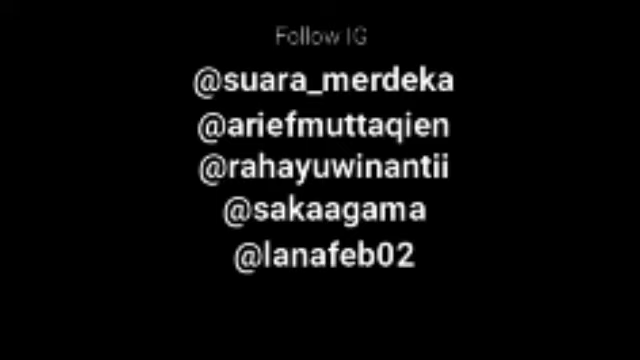 Follow IG
@suara_merdeka
@ariefmuttaqien
@rahayuwinantii
@sakaagama
@lanafeb02